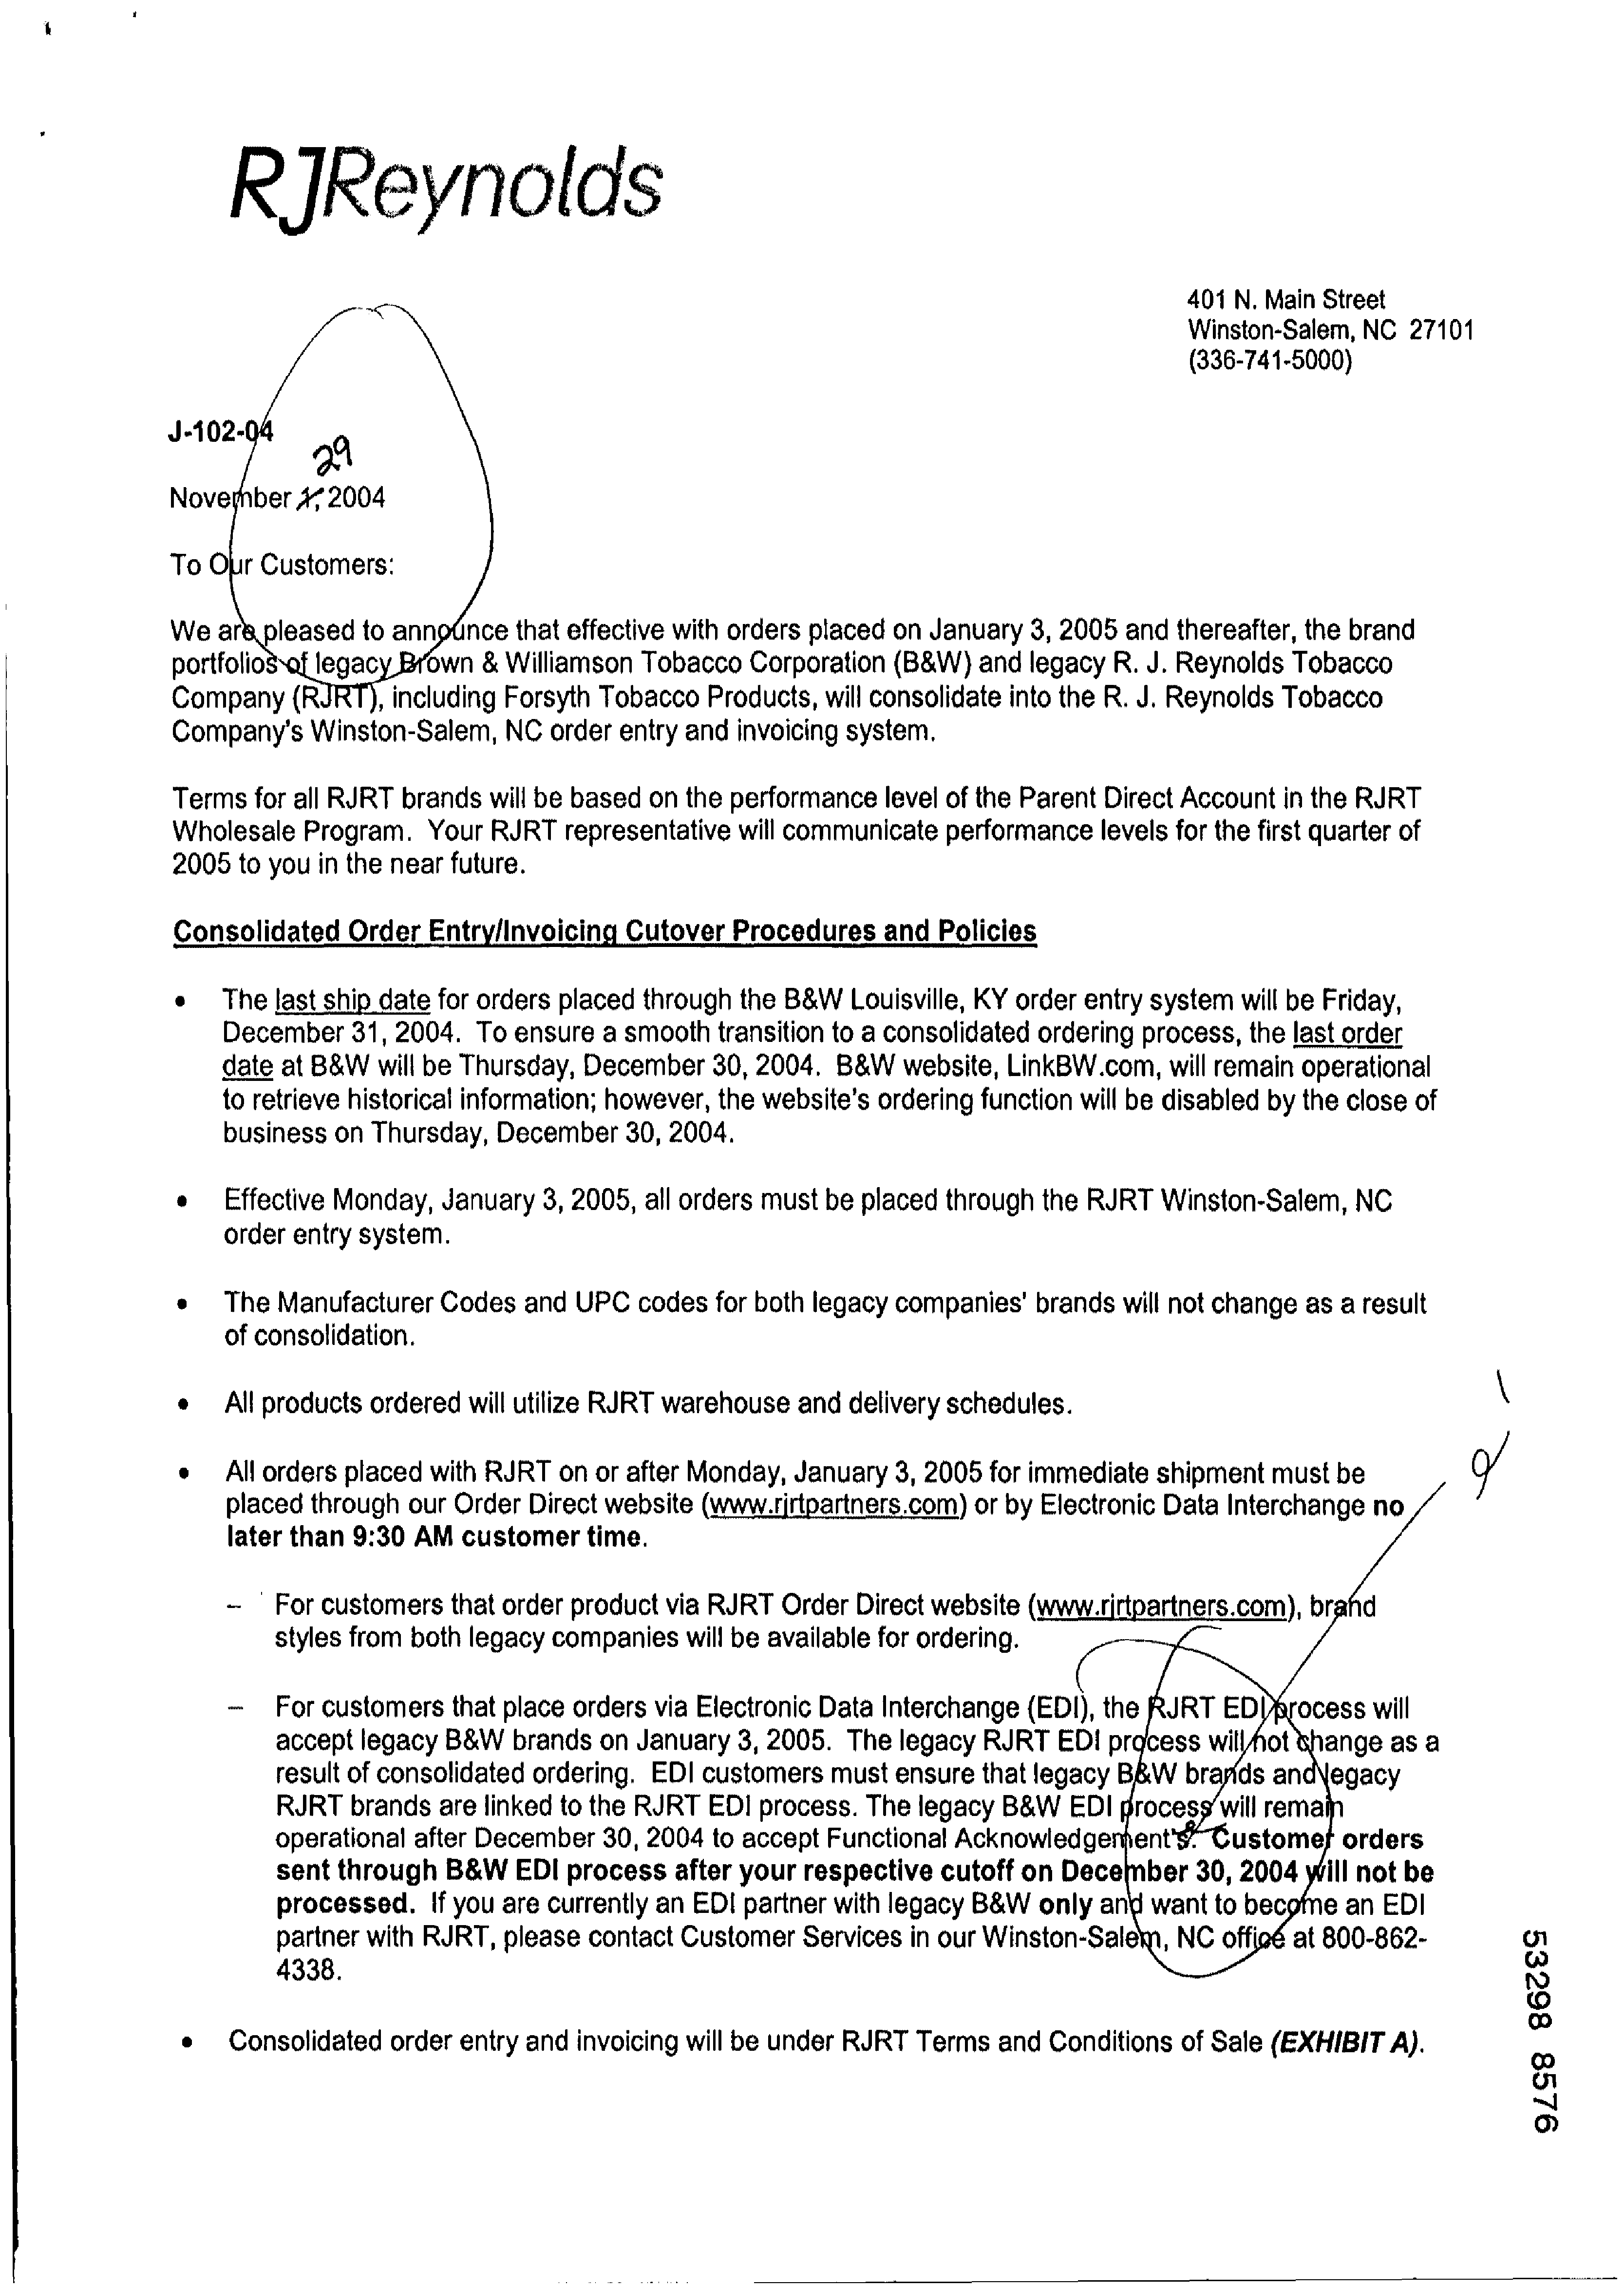 RJReynolds
401 N. Main Street
Winston-Salem, NC 27101
(336-741-5000)
J-102-04
29
November 1, 2004
To Our Customers:
We are pleased to announce that effective with orders placed on January 3, 2005 and thereafter, the brand
portfolios of legacy Brown & Williamson Tobacco Corporation (B&W) and legacy R. J. Reynolds Tobacco
Company (RJRT), including Forsyth Tobacco Products, will consolidate into the R. J. Reynolds Tobacco
Company's Winston-Salem, NC order entry and invoicing system.
Terms for all RJRT brands will be based on the performance level of the Parent Direct Account in the RJRT
Wholesale Program. Your RJRT representative will communicate performance levels for the first quarter of
2005 to you in the near future.
Consolidated Order Entry/Invoicing Cutover Procedures and Policies
• The last ship date for orders placed through the B&W Louisville, KY order entry system will be Friday,
December 31, 2004. To ensure a smooth transition to a consolidated ordering process, the last order
date at B&W will be Thursday, December 30, 2004. B&W website, LinkBW.com, will remain operational
to retrieve historical information; however, the website's ordering function will be disabled by the close of
business on Thursday, December 30, 2004.
• Effective Monday, January 3, 2005, all orders must be placed through the RJRT Winston-Salem, NC
order entry system.
• The Manufacturer Codes and UPC codes for both legacy companies' brands will not change as a result
of consolidation.
• All products ordered will utilize RJRT warehouse and delivery schedules.
• All orders placed with RJRT on or after Monday, January 3, 2005 for immediate shipment must be
placed through our Order Direct website (www.rjrtpartners.com) or by Electronic Data Interchange no
later than 9:30 AM customer time.
– For customers that order product via RJRT Order Direct website (www.rjrtpartners.com), brand
styles from both legacy companies will be available for ordering.
– For customers that place orders via Electronic Data Interchange (EDI), the RJRT EDI process will
accept legacy B&W brands on January 3, 2005. The legacy RJRT EDI process will not change as a
result of consolidated ordering. EDI customers must ensure that legacy B&W brands and legacy
RJRT brands are linked to the RJRT EDI process. The legacy B&W EDI process will remain
operational after December 30, 2004 to accept Functional Acknowledgement's. Customer orders
sent through B&W EDI process after your respective cutoff on December 30, 2004 will not be
processed. If you are currently an EDI partner with legacy B&W only and want to become an EDI
partner with RJRT, please contact Customer Services in our Winston-Salem, NC office at 800-862-
4338.
• Consolidated order entry and invoicing will be under RJRT Terms and Conditions of Sale (EXHIBIT A).
53298 8576